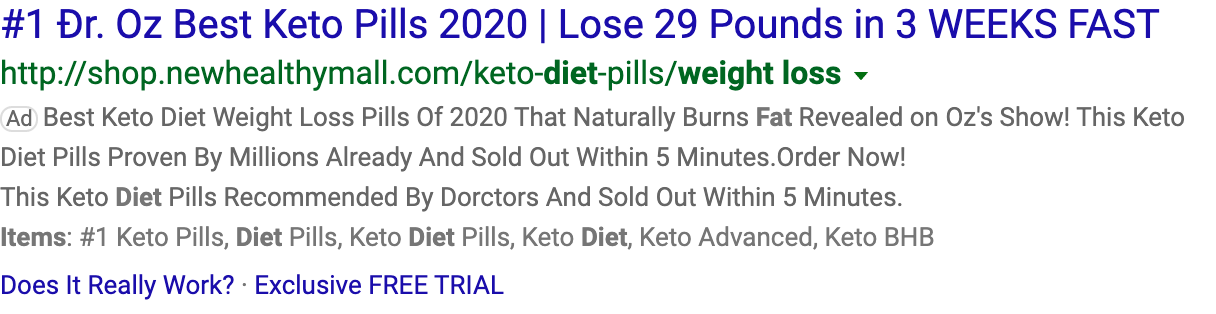 #1 Đr. Oz Best Keto Pills 2020 | Lose 29 Pounds in 3 WEEKS FAST
http://shop.newhealthymall.com/keto-diet-pills/weight loss
Ad Best Keto Diet Weight Loss Pills Of 2020 That Naturally Burns Fat Revealed on Oz's Show! This Keto
Diet Pills Proven By Millions Already And Sold Out Within 5 Minutes.Order Now!
This Keto Diet Pills Recommended By Dorctors And Sold Out Within 5 Minutes.
Items: #1 Keto Pills, Diet Pills, Keto Diet Pills, Keto Diet, Keto Advanced, Keto BHB
Does It Really Work? · Exclusive FREE TRIAL